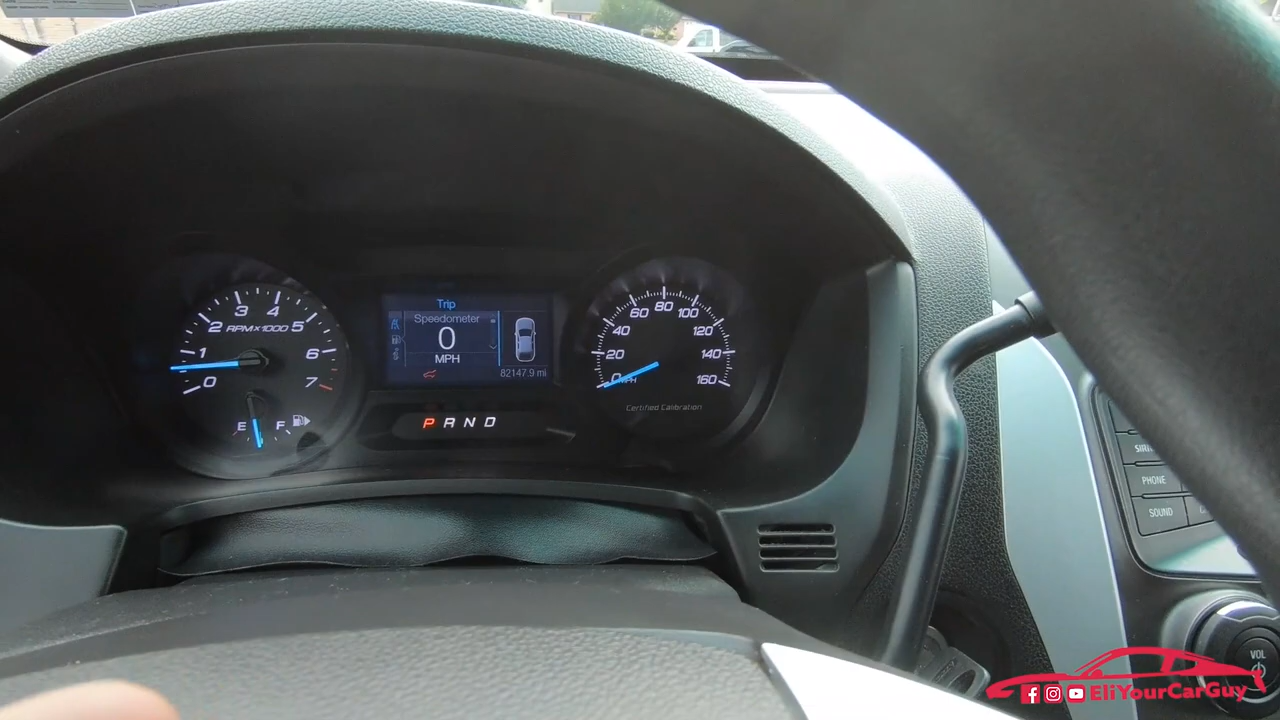 0
1
2
3
4
5
6
7
RPM×1000
E
F
Trip
Speedometer
0
MPH
82147.9 mi
P R N D
0
20
40
60
80
100
120
140
160
MPH
Certified Calibration
PHONE
SOUND
VOL
EliYourCarGuy